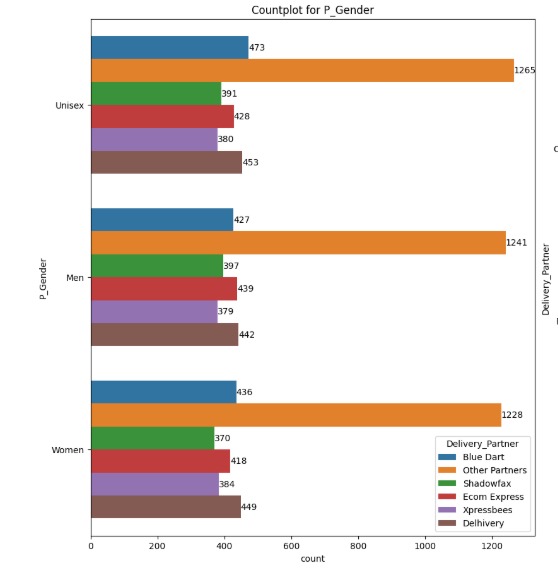 Countplot for P_Gender
P_Gender
Unisex
473
1265
391
428
380
453
Men
427
1241
397
439
379
442
Women
436
1228
370
418
384
449
Delivery_Partner
Blue Dart
Other Partners
Shadowfax
Ecom Express
Xpressbees
Delhivery
0 200 400 600 800 1000 1200
count
Delivery_Partner